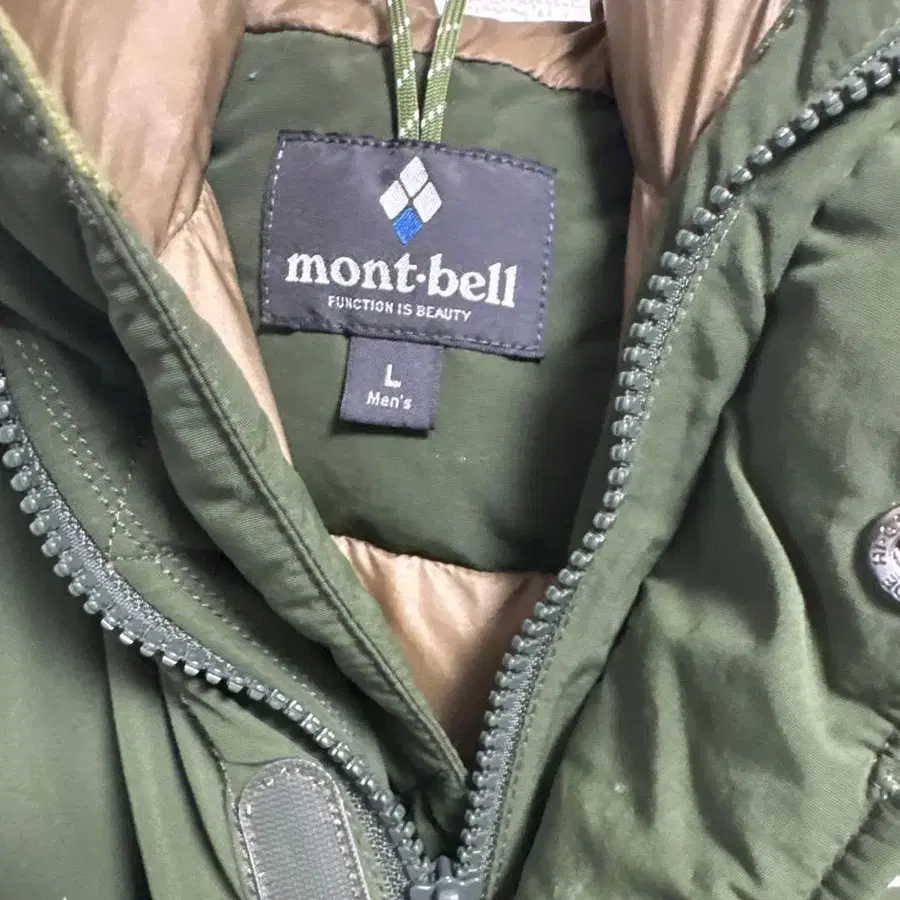 mont·bell
FUNCTION IS BEAUTY
L
Men's